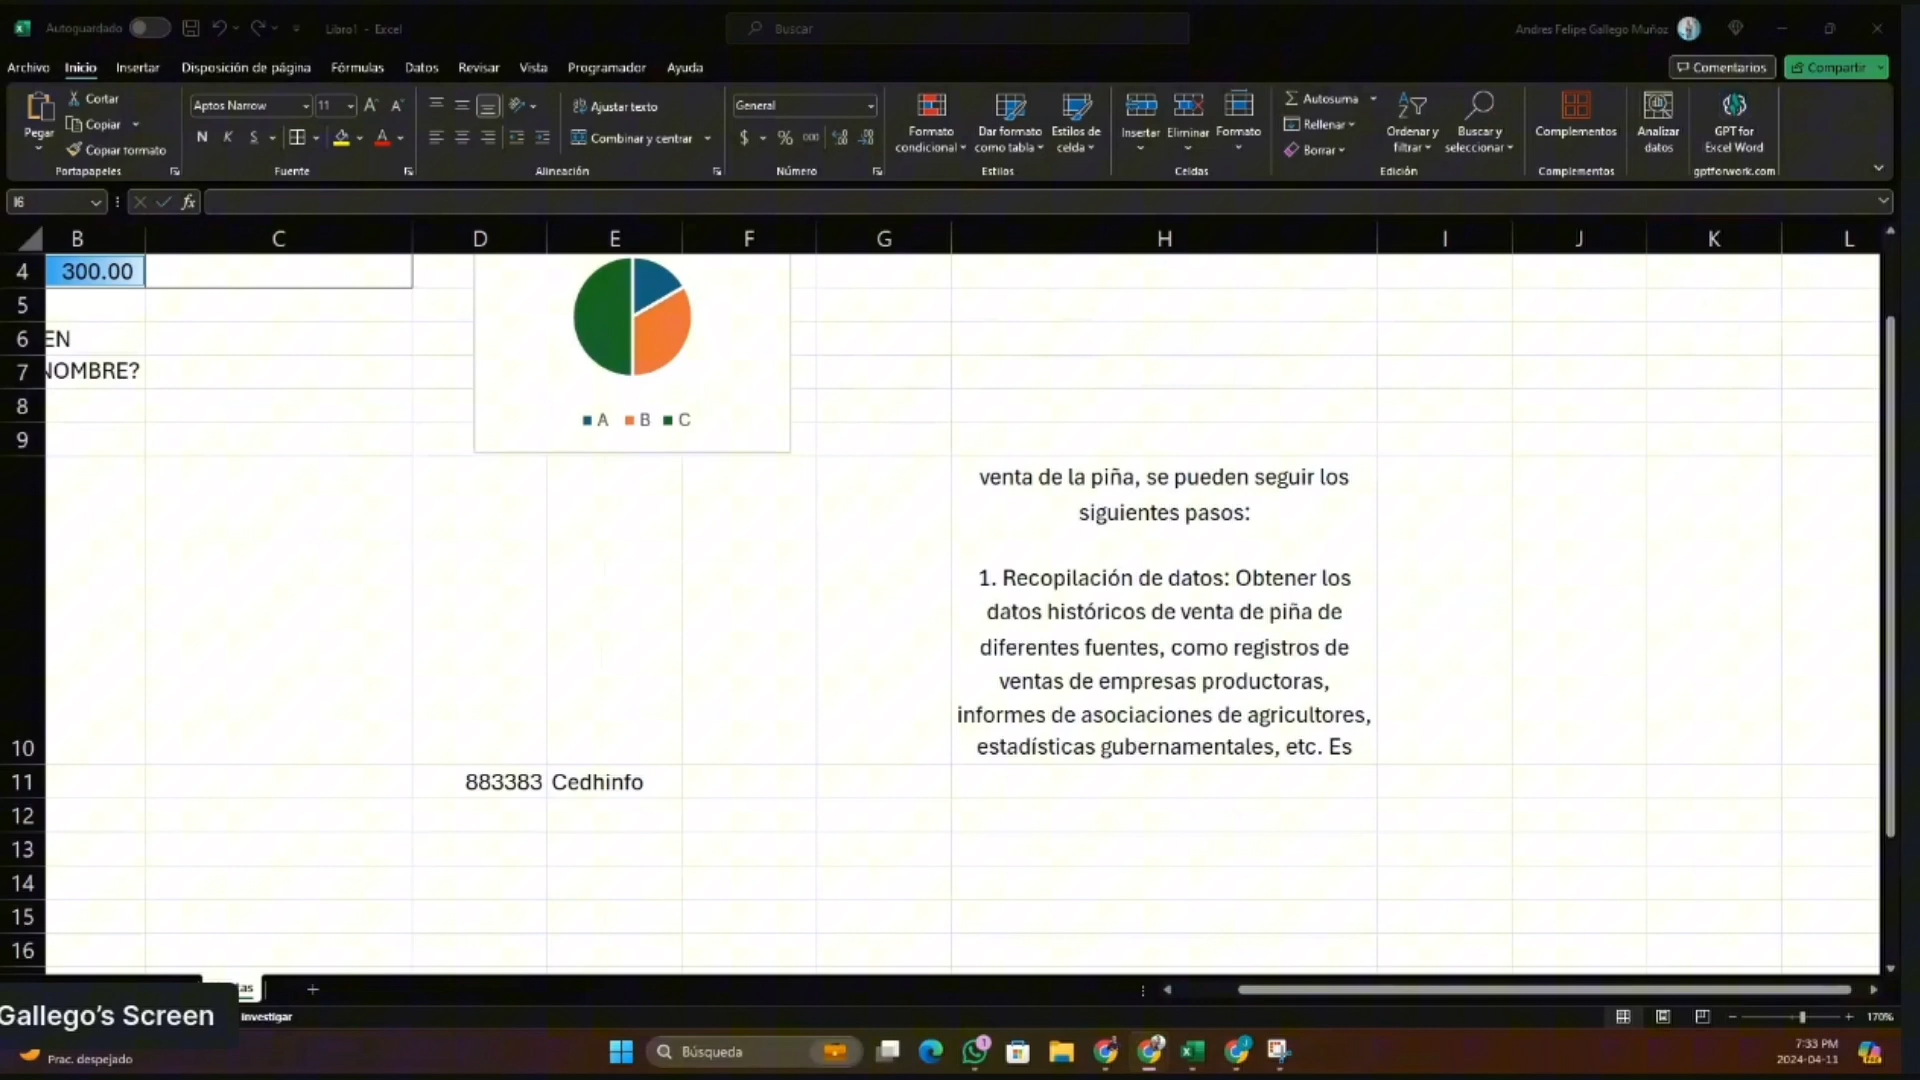 Autoguardado
Libro1 - Excel
Buscar
Andres Felipe Gallego Muñoz
Archivo Inicio Insertar Disposición de página Fórmulas Datos Revisar Vista Programador Ayuda
Comentarios
Compartir
Pegar
Cortar
Copiar
Copiar formato
Portapapeles
Aptos Narrow
11
N K S
Fuente
Ajustar texto
Combinar y centrar
Alineación
General
$ % 000
Número
Formato condicional
Dar formato como tabla
Estilos de celda
Estilos
Insertar
Eliminar
Formato
Celdas
Autosuma
Rellenar
Borrar
Ordenar y filtrar
Buscar y seleccionar
Edición
Complementos
Complementos
Analizar datos
GPT for Excel Word
gptforwork.com
I6
fx
B C D E F G H I J K L
4 300.00
5
6 EN
7 NOMBRE?
8
A B C
9
venta de la piña, se pueden seguir los
siguientes pasos:
1. Recopilación de datos: Obtener los
datos históricos de venta de piña de
diferentes fuentes, como registros de
ventas de empresas productoras,
informes de asociaciones de agricultores,
10 estadísticas gubernamentales, etc. Es
11 883383 Cedhinfo
12
13
14
15
16
as
Gallego's Screen
Investigar
170%
Prac. despejado
Búsqueda
1
7:33 PM
2024-04-11